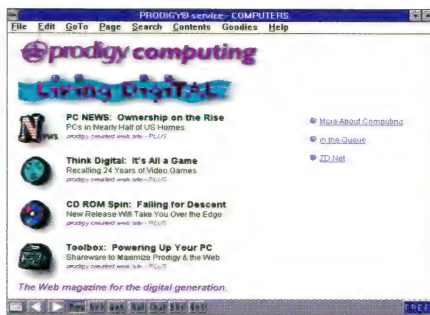 PRODIGY® service - COMPUTERS
File Edit GoTo Page Search Contents Goodies Help
prodigy computing
Living DigiTAL
PC NEWS: Ownership on the Rise
PCs in Nearly Half of US Homes
prodigy created web site - PLUS
News
Think Digital: It's All a Game
Recalling 24 Years of Video Games
prodigy created web site - PLUS
CD ROM Spin: Falling for Descent
New Release Will Take You Over the Edge
prodigy created web site - PLUS
Toolbox: Powering Up Your PC
Shareware to Maximize Prodigy & the Web
prodigy created web site - PLUS
More About Computing
In the Queue
ZD Net
The Web magazine for the digital generation.
FREE